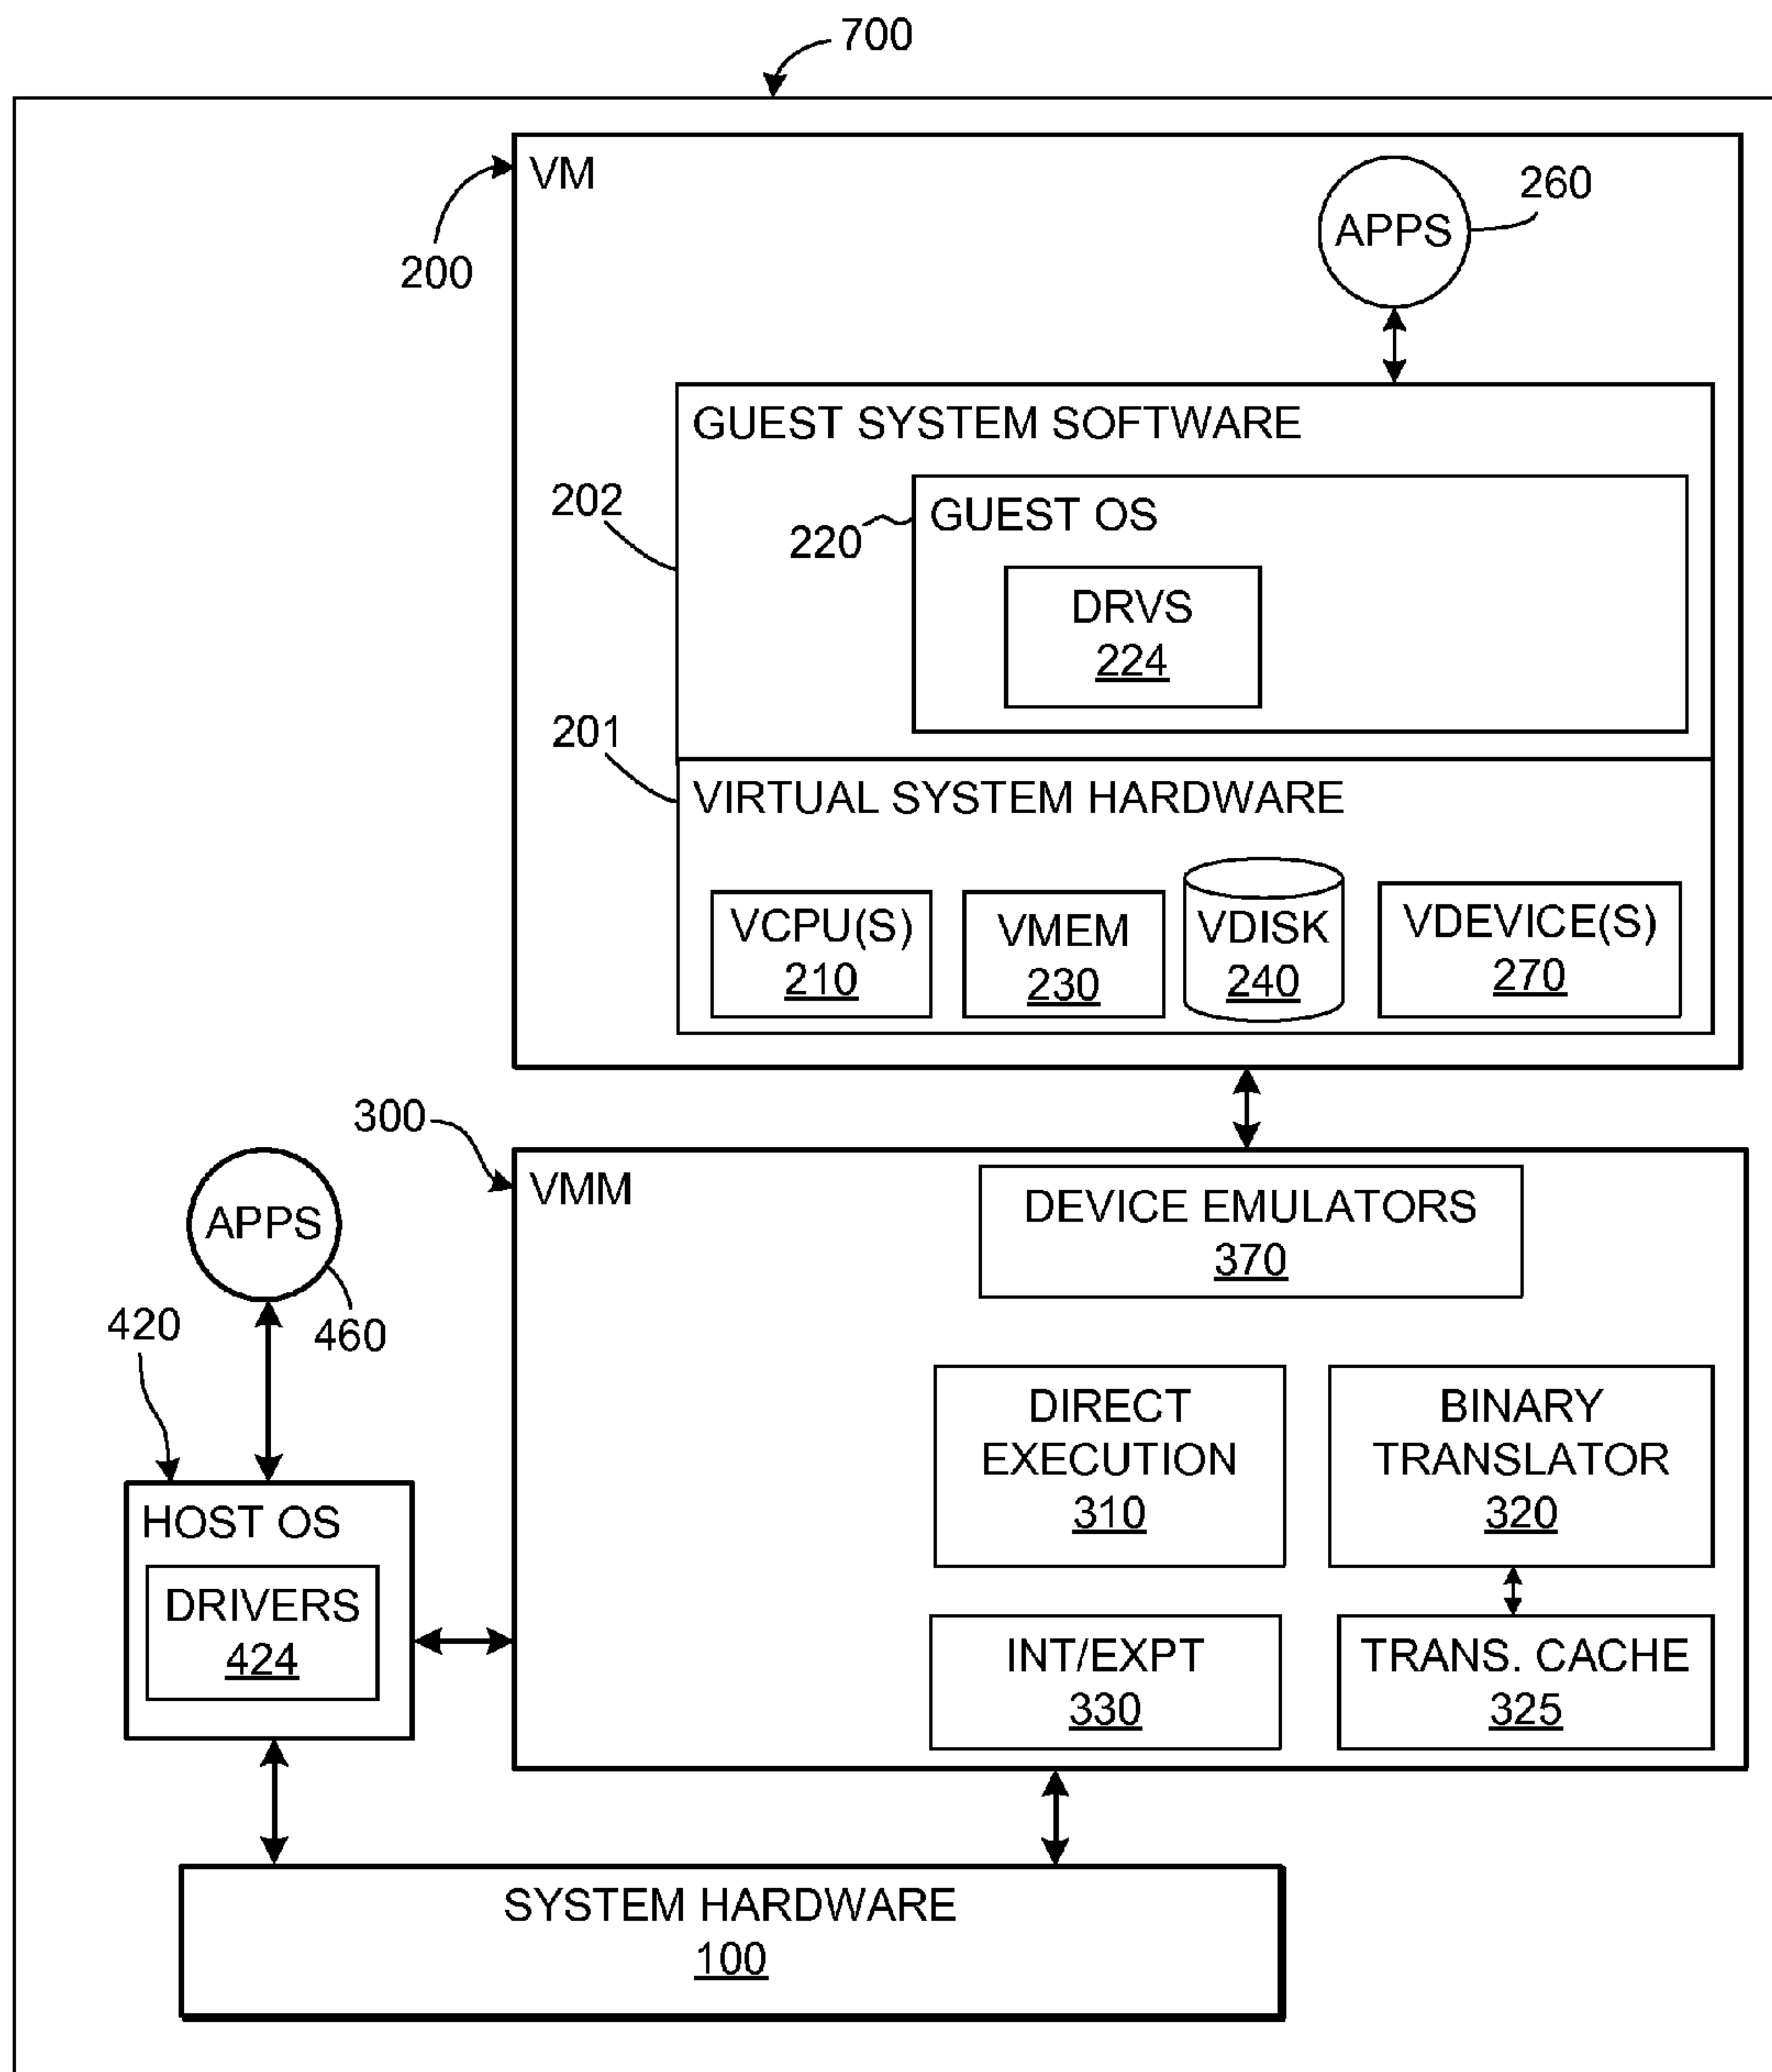 700
VM
200
APPS
260
GUEST SYSTEM SOFTWARE
202
GUEST OS
220
DRVS
224
201
VIRTUAL SYSTEM HARDWARE
VCPU(S)
210
VMEM
230
VDISK
240
VDEVICE(S)
270
300
VMM
DEVICE EMULATORS
370
APPS
460
420
DIRECT
EXECUTION
310
BINARY
TRANSLATOR
320
HOST OS
DRIVERS
424
INT/EXPT
330
TRANS. CACHE
325
SYSTEM HARDWARE
100